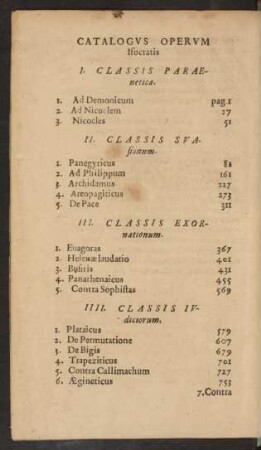 CATALOGVS OPERVM
Isocratis
I. CLASSIS PARAE-
netica.
1. Ad Demonicum pag.1
2. Ad Nicoclem 27
3. Nicocles 51
II. CLASSIS SVA-
sionum.
1. Panegyricus 81
2. Ad Philippum 161
3. Archidamus 227
4. Areopagiticus 273
5. De Pace 311
III. CLASSIS EXOR-
nationum.
1. Euagoras 367
2. Helenæ laudatio 401
3. Busiris 431
4. Panathenaicus 455
5. Contra Sophistas 569
IIII. CLASSIS IV-
diciorum.
1. Plataicus 579
2. De Permutatione 607
3. De Bigis 679
4. Trapeziticus 701
5. Contra Callimachum 727
6. Ægineticus 753
7. Contra